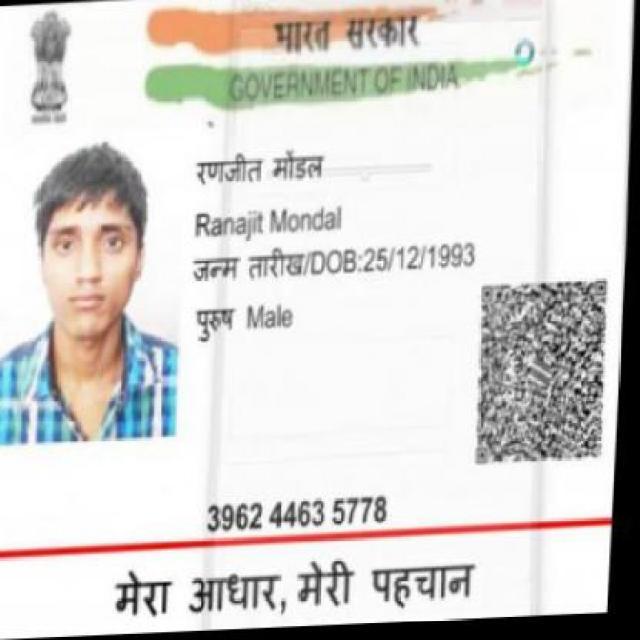 भारत सरकार
GOVERNMENT OF INDIA
रणजीत मोंडल
Ranajit Mondal
जन्म तारीख/DOB:25/12/1993
पुरुष Male
3962 4463 5778
मेरा आधार, मेरी पहचान